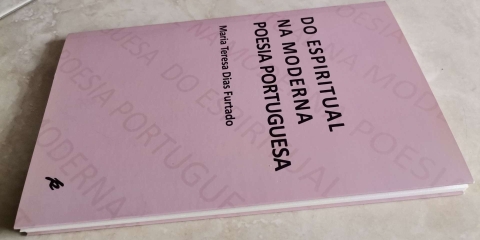 DO ESPIRITUAL
NA MODERNA
POESIA PORTUGUESA
Maria Teresa Dias Furtado